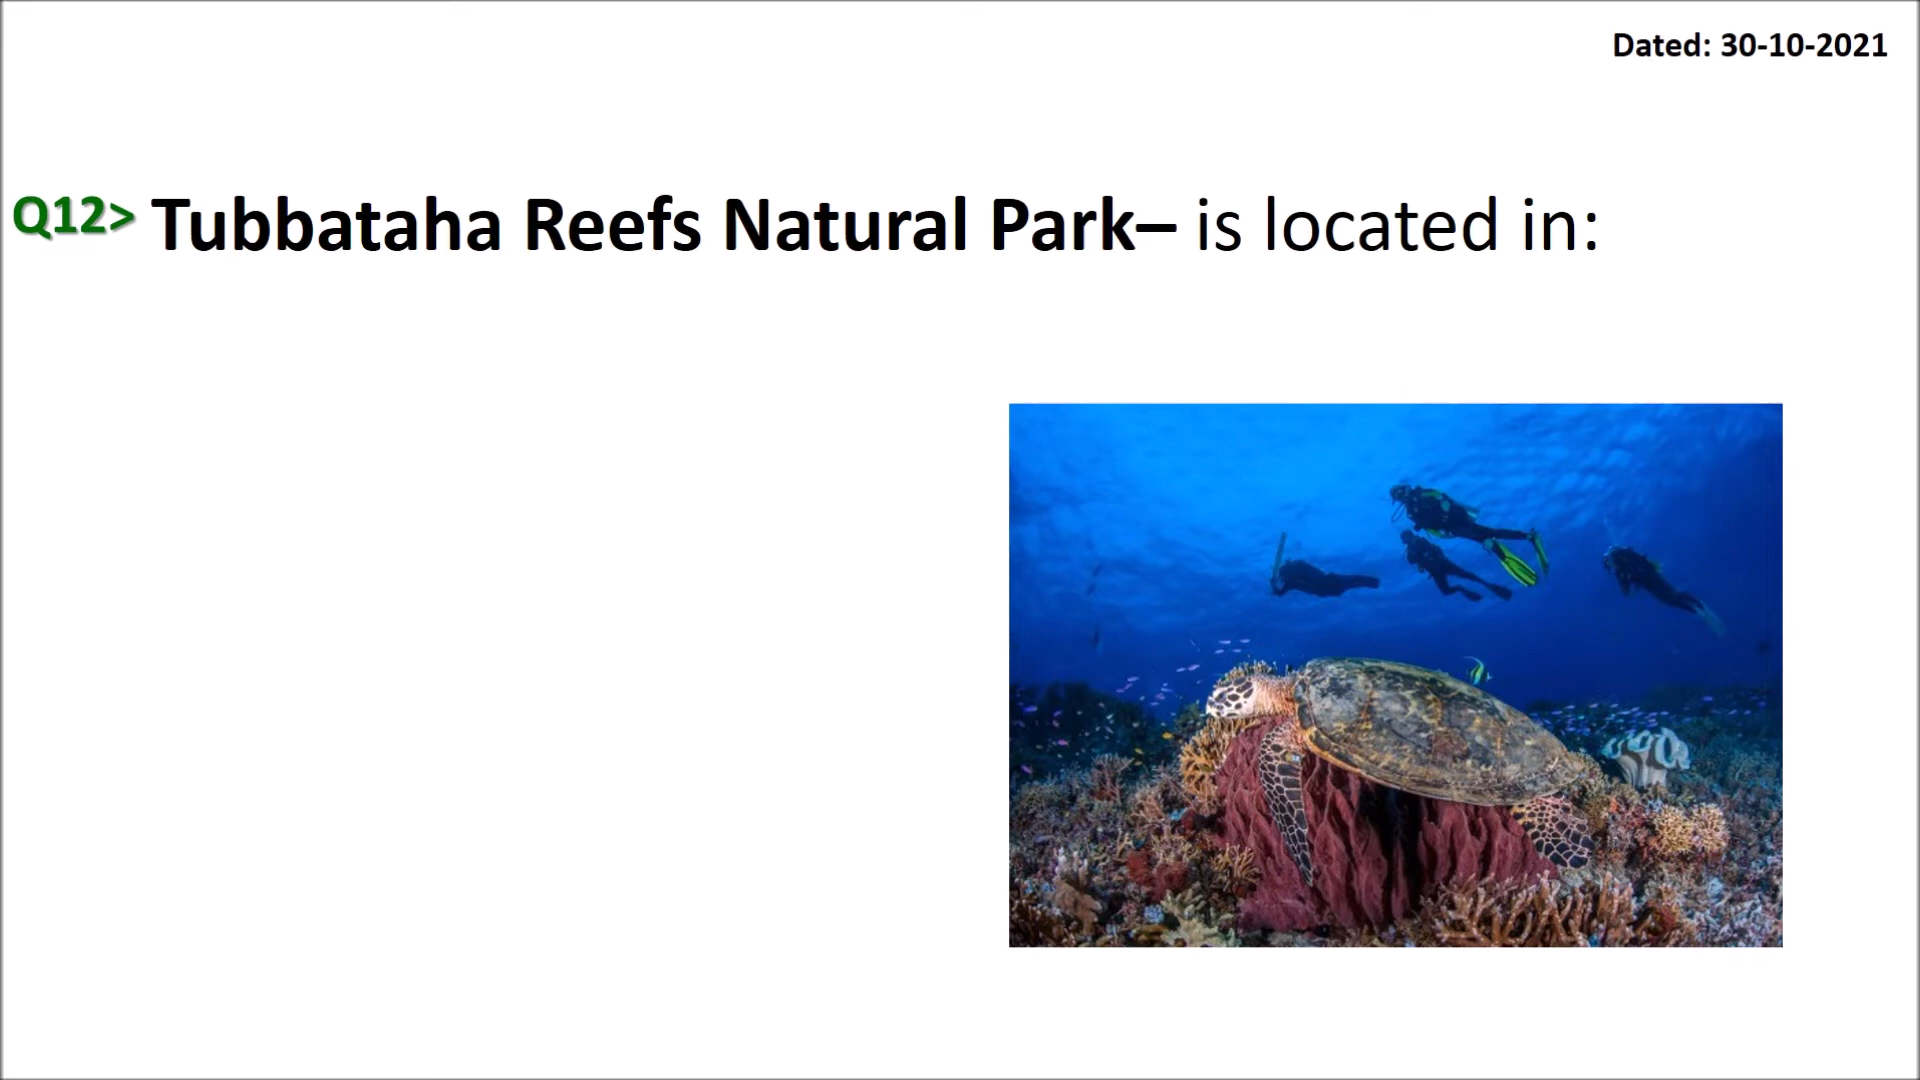 Dated: 30-10-2021
Q12> Tubbataha Reefs Natural Park– is located in: